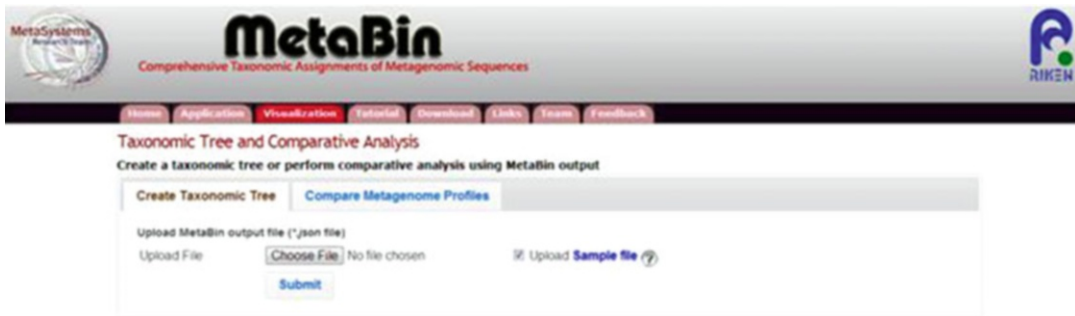 MetaSystems
Research Team
MetaBin
Comprehensive Taxonomic Assignments of Metagenomic Sequences
RIKEN
Home Application Visualization Tutorial Download Links Team Feedback
Taxonomic Tree and Comparative Analysis
Create a taxonomic tree or perform comparative analysis using MetaBin output
Create Taxonomic Tree Compare Metagenome Profiles
Upload MetaBin output file (*.json file)
Upload File Choose File No file chosen Upload Sample file ?
Submit